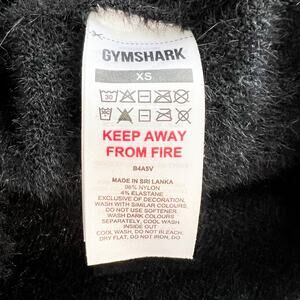 GYMSHARK
XS
30
KEEP AWAY
FROM FIRE
B4A5V
MADE IN SRI LANKA
96% NYLON
4% ELASTANE
EXCLUSIVE OF DECORATION,
WASH WITH SIMILAR COLOURS.
DO NOT USE SOFTENER.
WASH DARK COLOURS
SEPARATELY, COOL WASH
INSIDE OUT
COOL WASH, DO NOT BLEACH.
DRY FLAT, DO NOT IRON, DO